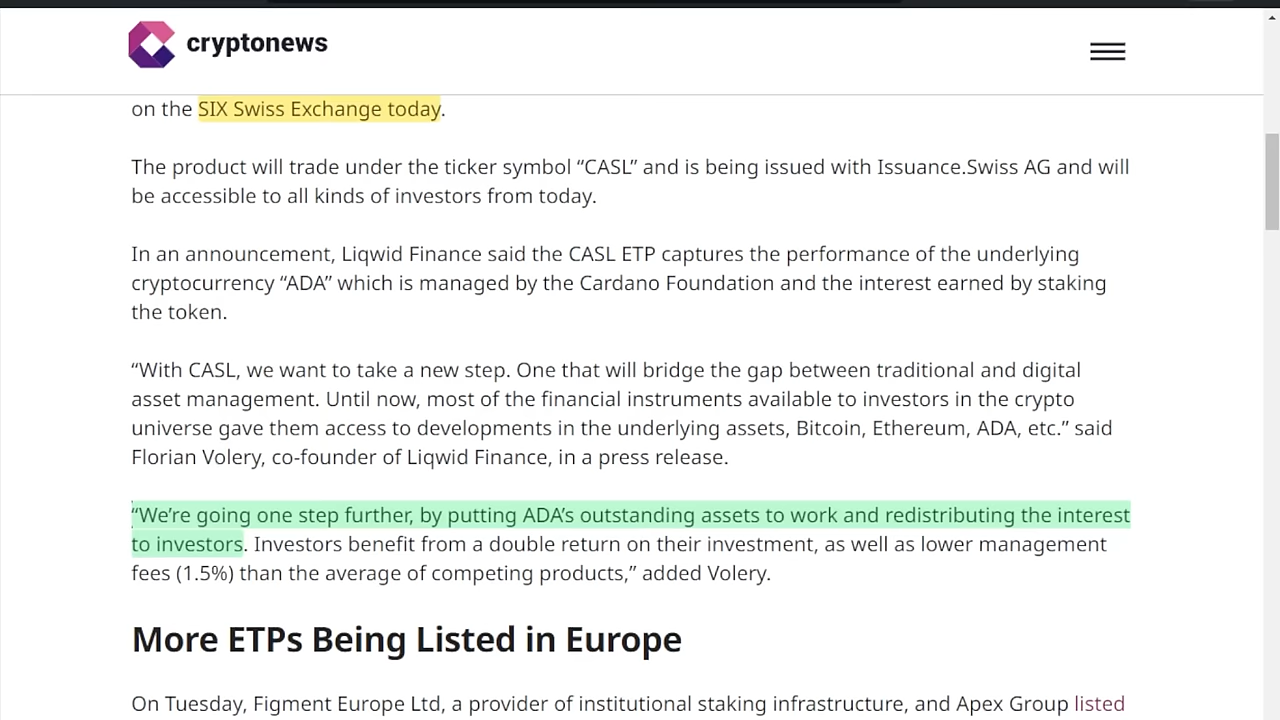 cryptonews
on the SIX Swiss Exchange today.
The product will trade under the ticker symbol “CASL” and is being issued with Issuance.Swiss AG and will
be accessible to all kinds of investors from today.
In an announcement, Liqwid Finance said the CASL ETP captures the performance of the underlying
cryptocurrency “ADA” which is managed by the Cardano Foundation and the interest earned by staking
the token.
“With CASL, we want to take a new step. One that will bridge the gap between traditional and digital
asset management. Until now, most of the financial instruments available to investors in the crypto
universe gave them access to developments in the underlying assets, Bitcoin, Ethereum, ADA, etc.” said
Florian Volery, co-founder of Liqwid Finance, in a press release.
“We’re going one step further, by putting ADA’s outstanding assets to work and redistributing the interest
to investors. Investors benefit from a double return on their investment, as well as lower management
fees (1.5%) than the average of competing products,” added Volery.
More ETPs Being Listed in Europe
On Tuesday, Figment Europe Ltd, a provider of institutional staking infrastructure, and Apex Group listed